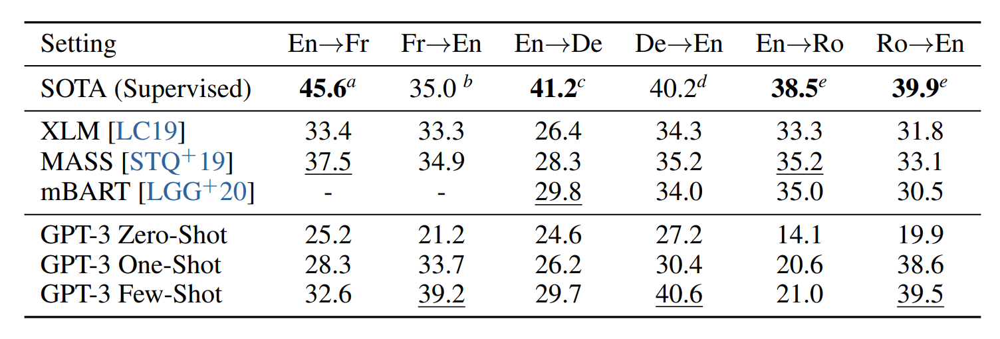 Setting En→Fr Fr→En En→De De→En En→Ro Ro→En
SOTA (Supervised) 45.6a 35.0 b 41.2c 40.2d 38.5e 39.9e
XLM [LC19] 33.4 33.3 26.4 34.3 33.3 31.8
MASS [STQ+19] 37.5 34.9 28.3 35.2 35.2 33.1
mBART [LGG+20] - - 29.8 34.0 35.0 30.5
GPT-3 Zero-Shot 25.2 21.2 24.6 27.2 14.1 19.9
GPT-3 One-Shot 28.3 33.7 26.2 30.4 20.6 38.6
GPT-3 Few-Shot 32.6 39.2 29.7 40.6 21.0 39.5